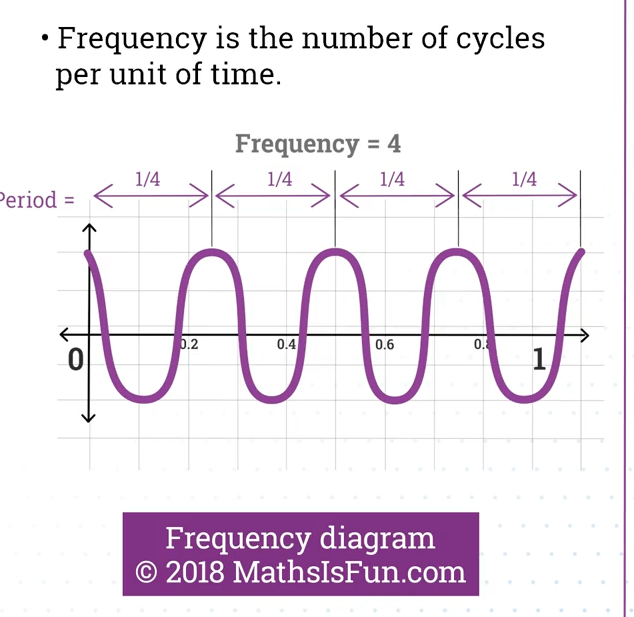 • Frequency is the number of cycles
per unit of time.
Frequency = 4
1/4 1/4 1/4 1/4
Period =
0.2 0.4 0.6
0 1
Frequency diagram
© 2018 MathsIsFun.com